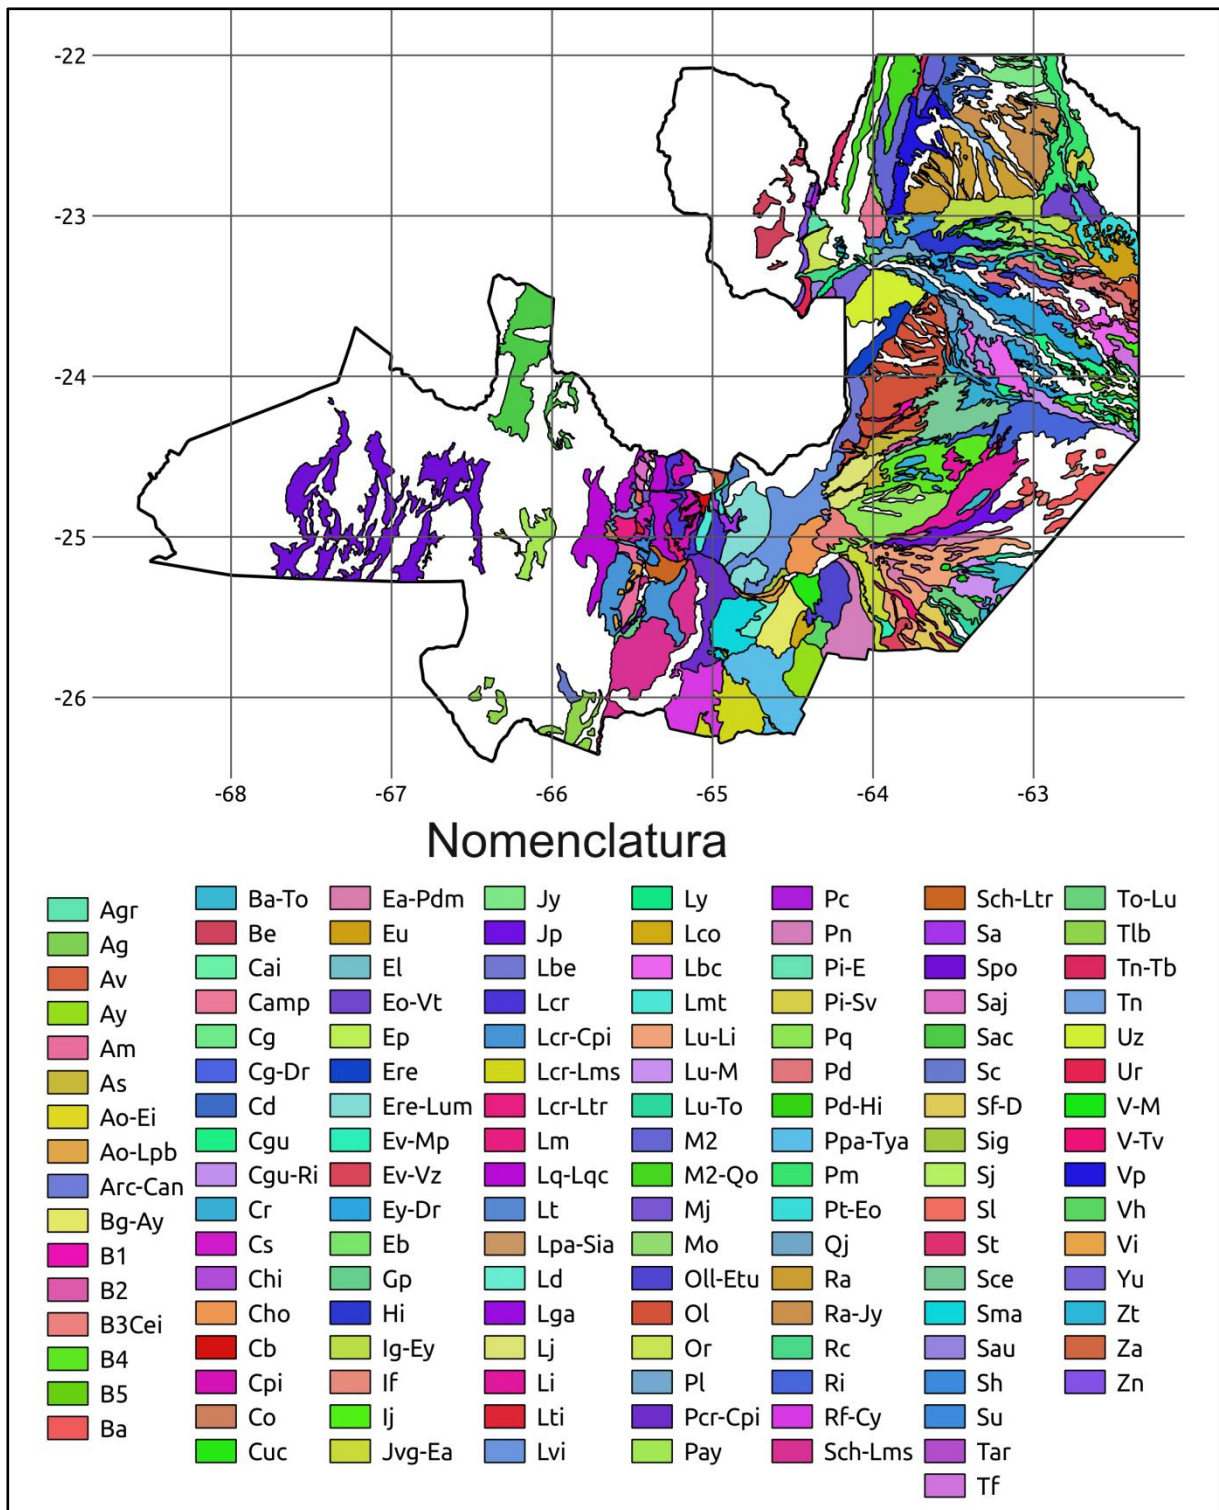 -22
-23
-24
-25
-26
-68
-67
-66
-65
-64
-63
Nomenclatura
Agr
Ag
Av
Ay
Am
As
Ao-Ei
Ao-Lpb
Arc-Can
Bg-Ay
B1
B2
B3Cei
B4
B5
Ba
Ba-To
Be
Cai
Camp
Cg
Cg-Dr
Cd
Cgu
Cgu-Ri
Cr
Cs
Chi
Cho
Cb
Cpi
Co
Cuc
Ea-Pdm
Eu
El
Eo-Vt
Ep
Ere
Ere-Lum
Ev-Mp
Ev-Vz
Ey-Dr
Eb
Gp
Hi
Ig-Ey
If
Ij
Jvg-Ea
Jy
Jp
Lbe
Lcr
Lcr-Cpi
Lcr-Lms
Lcr-Ltr
Lm
Lq-Lqc
Lt
Lpa-Sia
Ld
Lga
Lj
Li
Lti
Lvi
Ly
Lco
Lbc
Lmt
Lu-Li
Lu-M
Lu-To
M2
M2-Qo
Mj
Mo
Oll-Etu
Ol
Or
Pl
Pcr-Cpi
Pay
Pc
Pn
Pi-E
Pi-Sv
Pq
Pd
Pd-Hi
Ppa-Tya
Pm
Pt-Eo
Qj
Ra
Ra-Jy
Rc
Ri
Rf-Cy
Sch-Lms
Sch-Ltr
Sa
Spo
Saj
Sac
Sc
Sf-D
Sig
Sj
Sl
St
Sce
Sma
Sau
Sh
Su
Tar
Tf
To-Lu
Tlb
Tn-Tb
Tn
Uz
Ur
V-M
V-Tv
Vp
Vh
Vi
Yu
Zt
Za
Zn